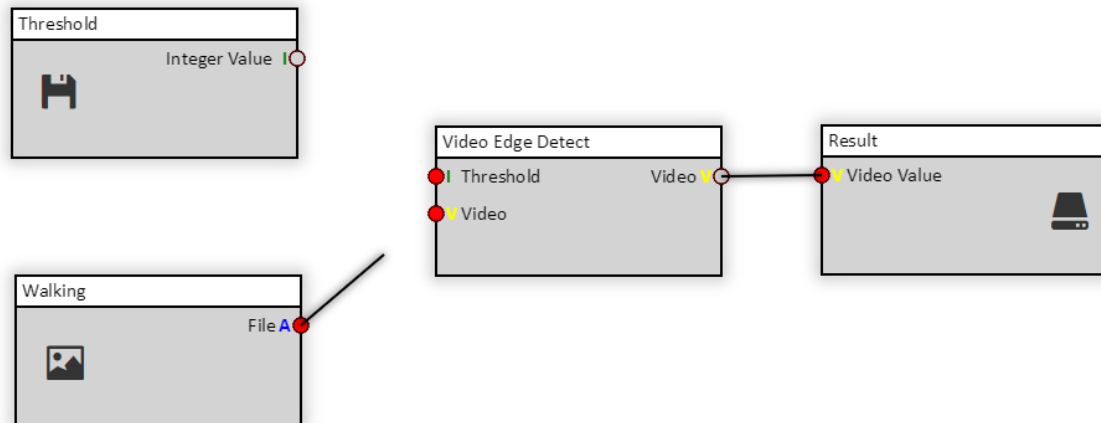 Threshold
Integer Value I
Video Edge Detect
I Threshold
Video V
V Video
Result
V Video Value
Walking
File A